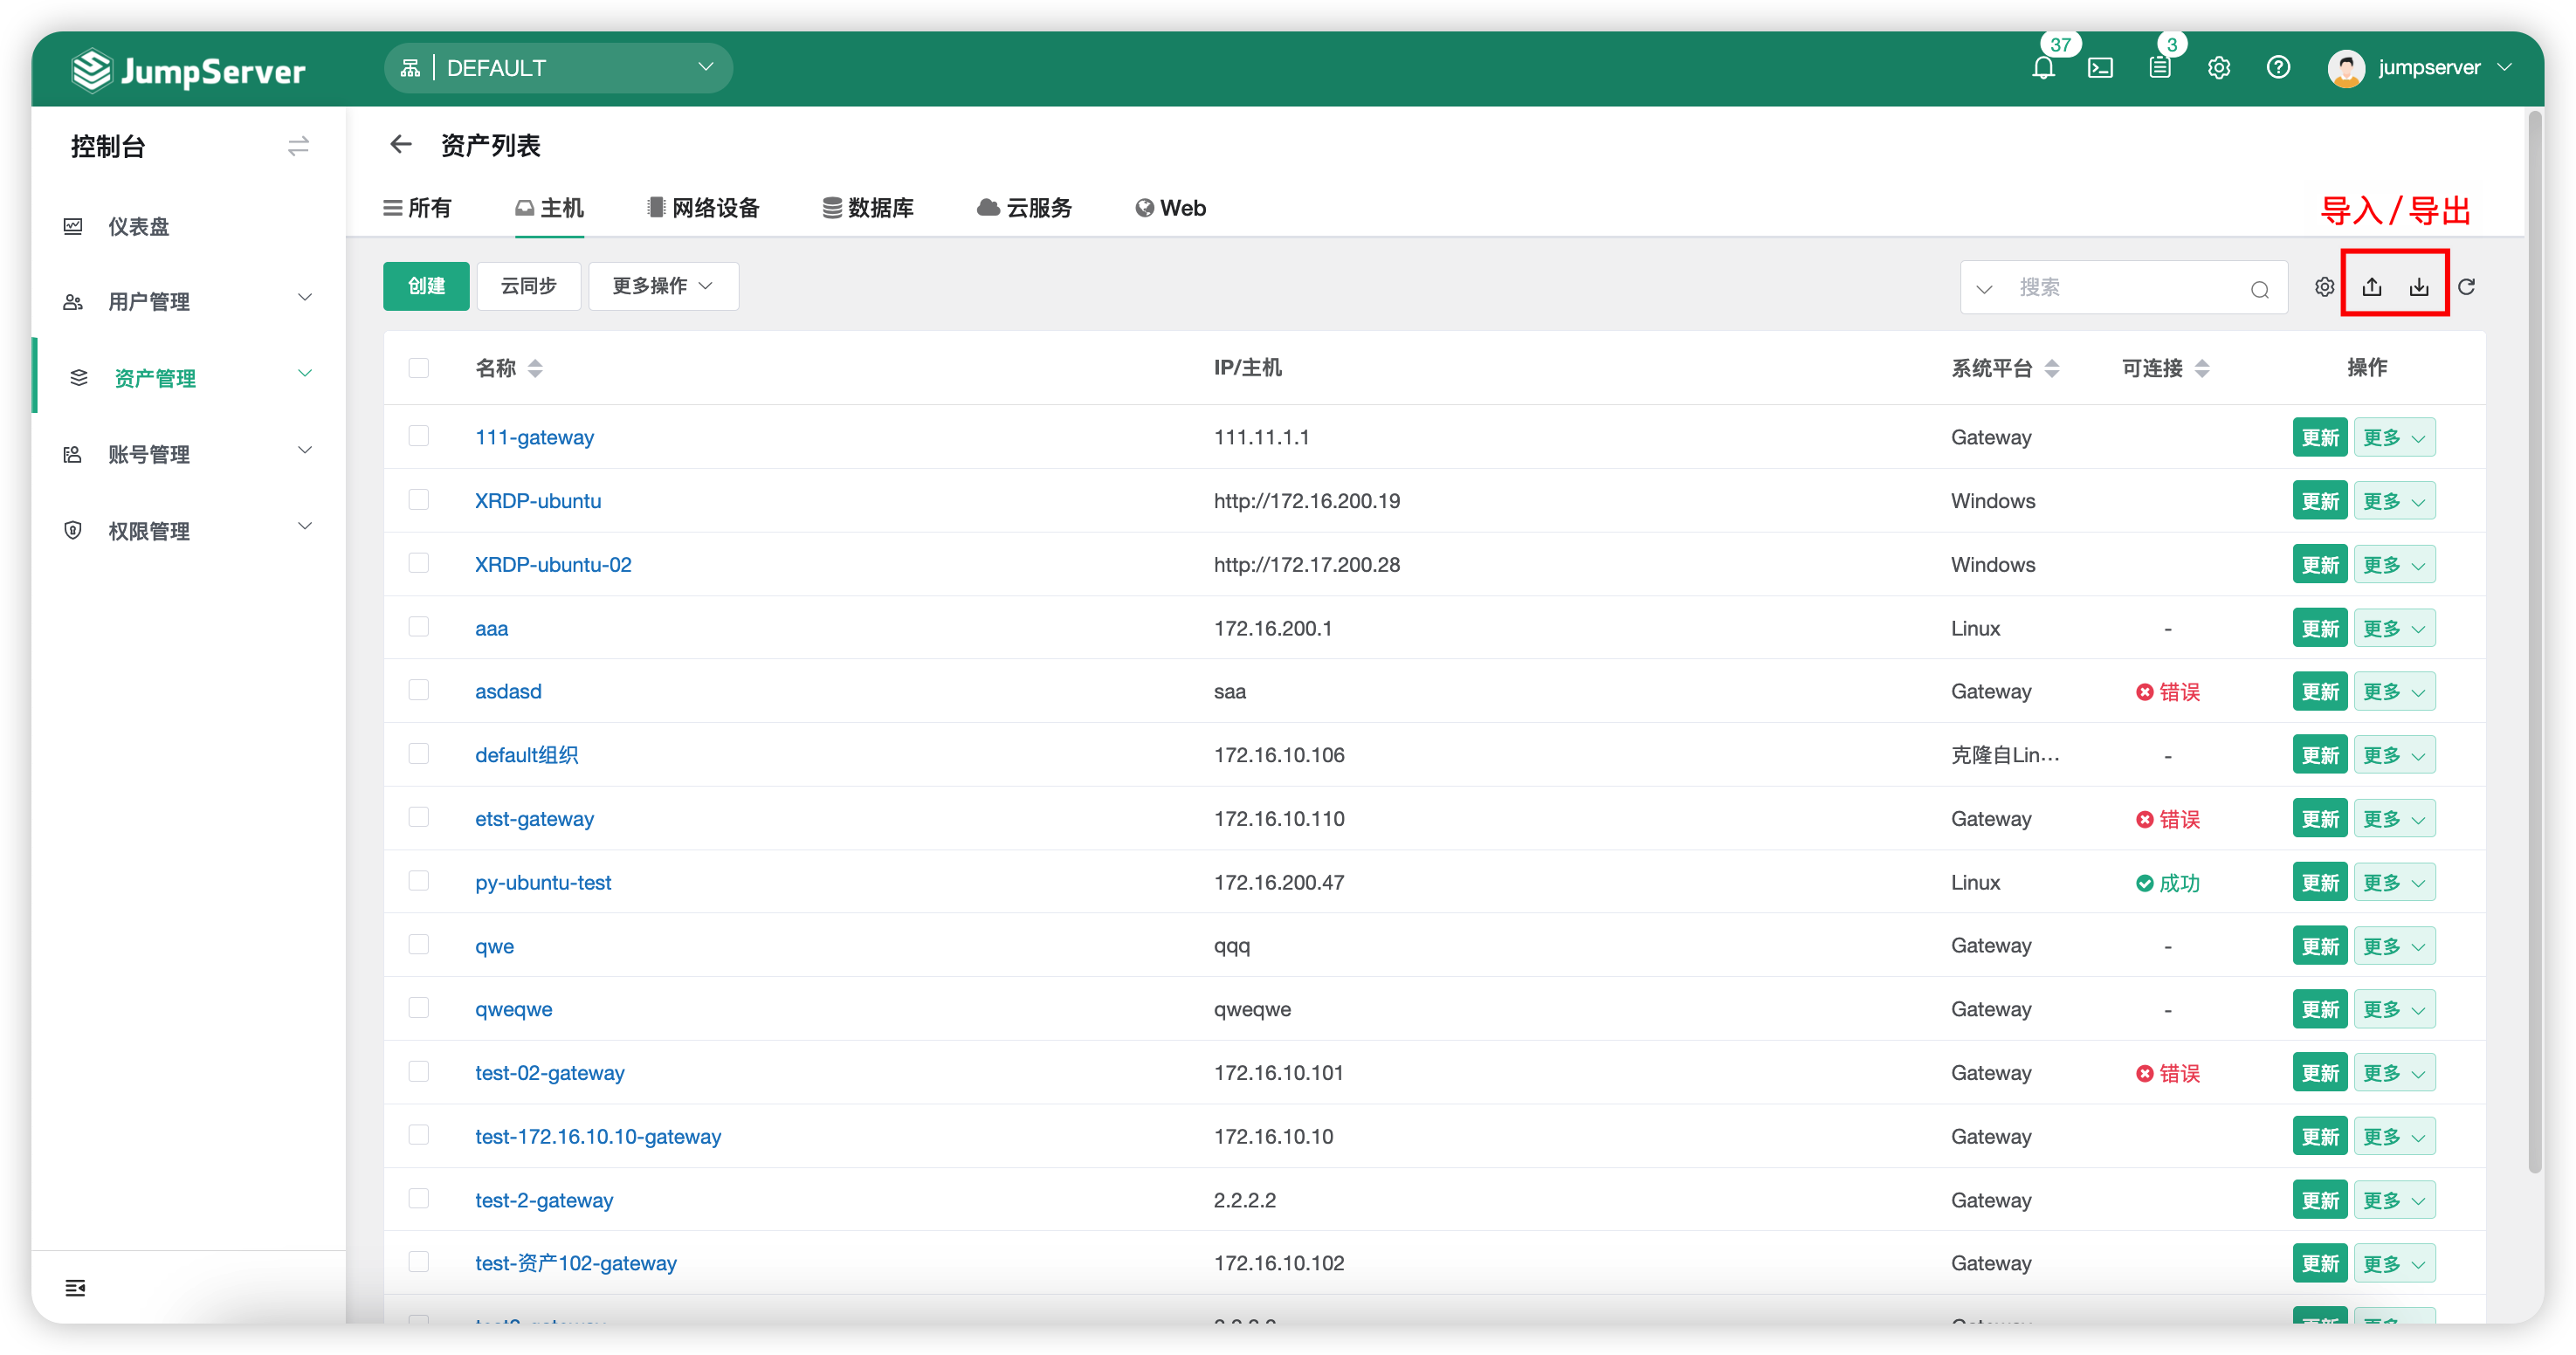 JumpServer
DEFAULT
37
3
jumpserver
控制台
资产列表
仪表盘
用户管理
资产管理
账号管理
权限管理
所有 主机 网络设备 数据库 云服务 Web
导入/导出
创建 云同步 更多操作 搜索
名称 IP/主机 系统平台 可连接 操作
111-gateway 111.11.1.1 Gateway 更新 更多
XRDP-ubuntu http://172.16.200.19 Windows 更新 更多
XRDP-ubuntu-02 http://172.17.200.28 Windows 更新 更多
aaa 172.16.200.1 Linux - 更新 更多
asdasd saa Gateway 错误 更新 更多
default组织 172.16.10.106 克隆自Lin... - 更新 更多
etst-gateway 172.16.10.110 Gateway 错误 更新 更多
py-ubuntu-test 172.16.200.47 Linux 成功 更新 更多
qwe qqq Gateway - 更新 更多
qweqwe qweqwe Gateway - 更新 更多
test-02-gateway 172.16.10.101 Gateway 错误 更新 更多
test-172.16.10.10-gateway 172.16.10.10 Gateway 更新 更多
test-2-gateway 2.2.2.2 Gateway 更新 更多
test-资产102-gateway 172.16.10.102 Gateway 更新 更多